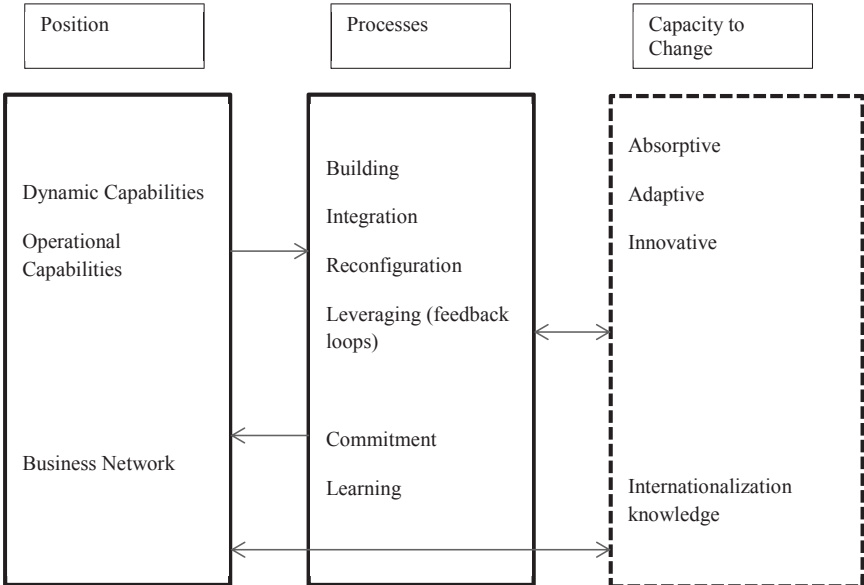 Position
Processes
Capacity to
Change
Dynamic Capabilities
Operational
Capabilities
Business Network
Building
Integration
Reconfiguration
Leveraging (feedback
loops)
Commitment
Learning
Absorptive
Adaptive
Innovative
Internationalization
knowledge